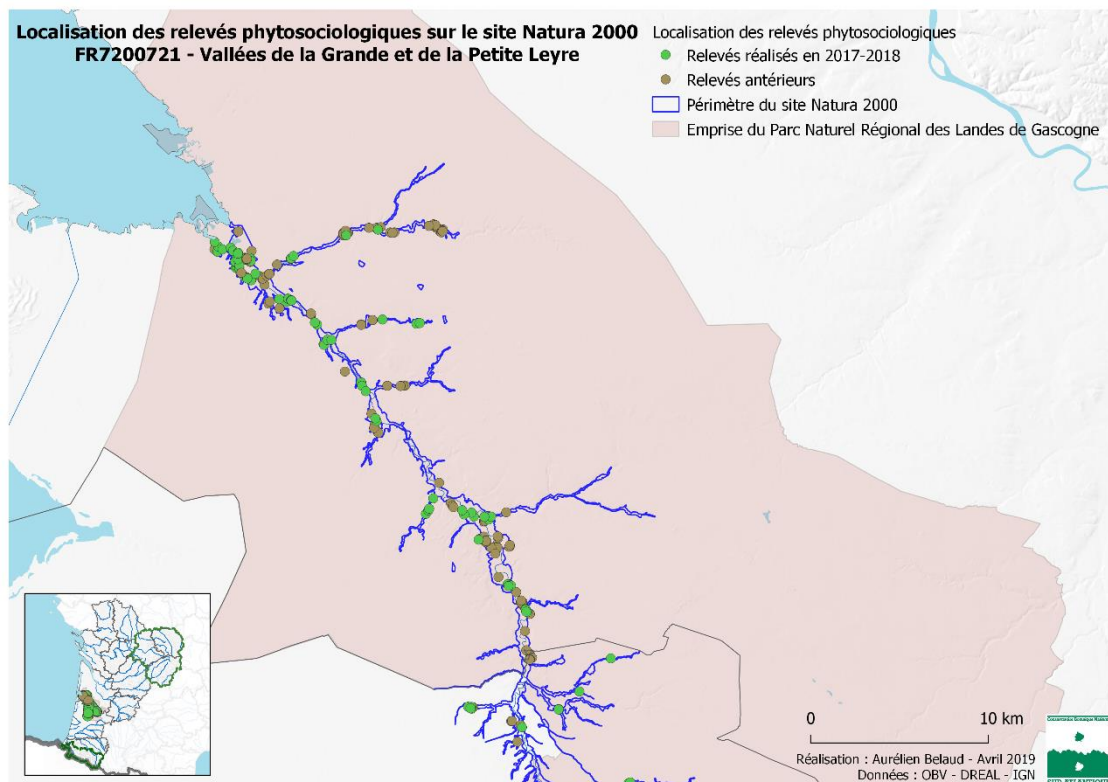 Localisation des relevés phytosociologiques sur le site Natura 2000
FR7200721 - Vallées de la Grande et de la Petite Leyre
Localisation des relevés phytosociologiques
Relevés réalisés en 2017-2018
Relevés antérieurs
Périmètre du site Natura 2000
Emprise du Parc Naturel Régional des Landes de Gascogne
0 10 km
Réalisation : Aurélien Belaud - Avril 2019
Données : OBV - DREAL - IGN
SUD-ATLANTIQUE